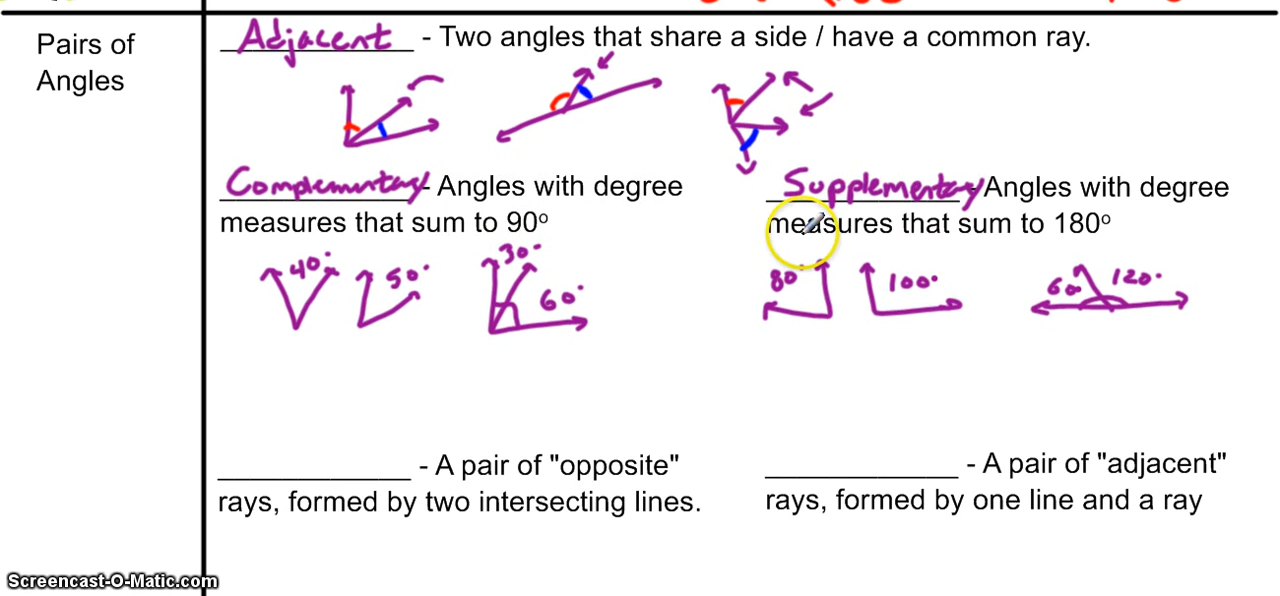 Pairs of
Angles
Adjacent - Two angles that share a side / have a common ray.
Complementary - Angles with degree
measures that sum to 90°
40° 50° 30° 60°
Supplementary - Angles with degree
measures that sum to 180°
80° 100° 60° 120°
____________ - A pair of "opposite"
rays, formed by two intersecting lines.
____________ - A pair of "adjacent"
rays, formed by one line and a ray
Screencast-O-Matic.com